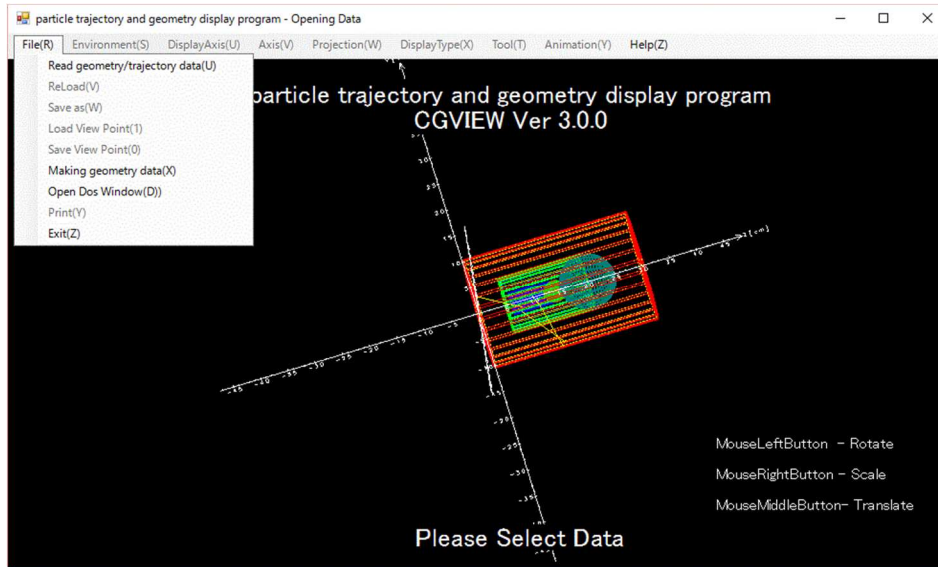 particle trajectory and geometry display program - Opening Data
File(R) Environment(S) DisplayAxis(U) Axis(V) Projection(W) DisplayType(X) Tool(T) Animation(Y) Help(Z)
Read geometry/trajectory data(U)
ReLoad(V)
Save as(W)
Load View Point(1)
Save View Point(0)
Making geometry data(X)
Open Dos Window(D))
Print(Y)
Exit(Z)
particle trajectory and geometry display program
CGVIEW Ver 3.0.0
MouseLeftButton - Rotate
MouseRightButton - Scale
MouseMiddleButton- Translate
Please Select Data